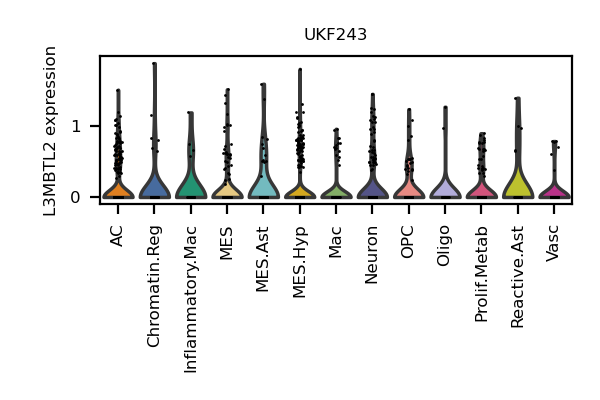 UKF243
L3MBTL2 expression
1
0
AC
Chromatin.Reg
Inflammatory.Mac
MES
MES.Ast
MES.Hyp
Mac
Neuron
OPC
Oligo
Prolif.Metab
Reactive.Ast
Vasc